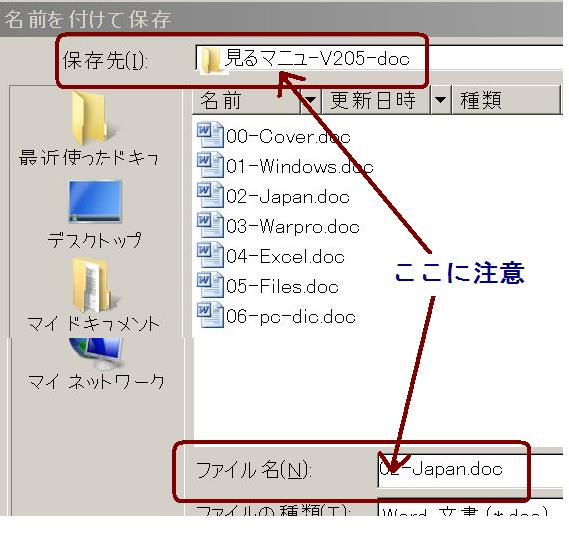 名前を付けて保存
保存先(I):
見るマニュ-V205-doc
名前 更新日時 種類
00-Cover.doc
01-Windows.doc
02-Japan.doc
03-Warpro.doc
04-Excel.doc
05-Files.doc
06-pc-dic.doc
最近使ったドキュ
デスクトップ
マイ ドキュメント
マイ ネットワーク
ここに注意
ファイル名(N):
02-Japan.doc
ファイルの種類(T):
Word 文書 (*.doc)